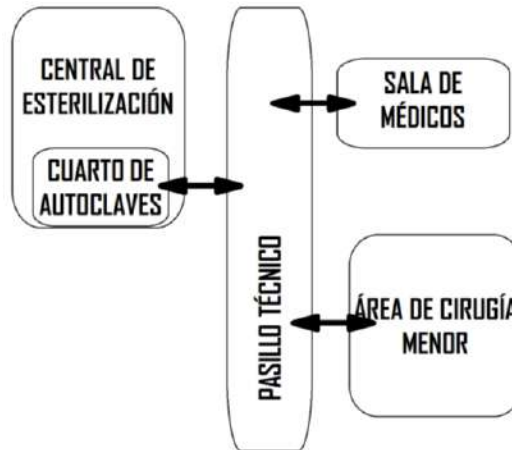 CENTRAL DE
ESTERILIZACIÓN
CUARTO DE
AUTOCLAVES
PASILLO TÉCNICO
SALA DE
MÉDICOS
ÁREA DE CIRUGÍA
MENOR